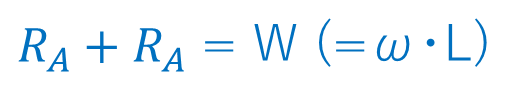 R_A + R_A = W (= ω・L)